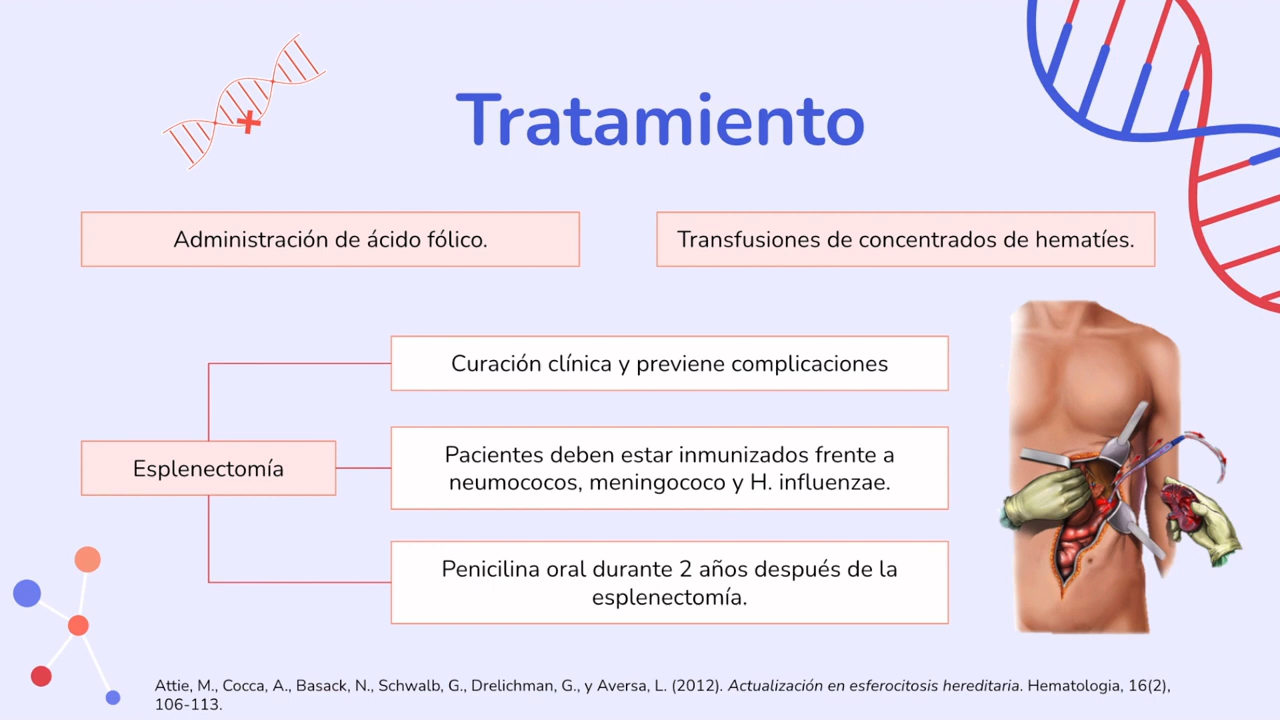 Tratamiento
Administración de ácido fólico.
Transfusiones de concentrados de hematíes.
Curación clínica y previene complicaciones
Esplenectomía
Pacientes deben estar inmunizados frente a
neumococos, meningococo y H. influenzae.
Penicilina oral durante 2 años después de la
esplenectomía.
Attie, M., Cocca, A., Basack, N., Schwalb, G., Drelichman, G., y Aversa, L. (2012). Actualización en esferocitosis hereditaria. Hematologia, 16(2),
106-113.